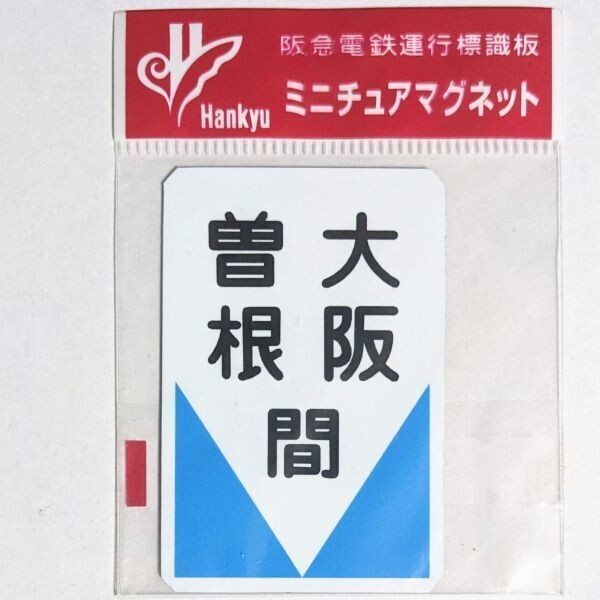 阪急電鉄運行標識板
Hankyu
ミニチュアマグネット
大阪
曽根
間